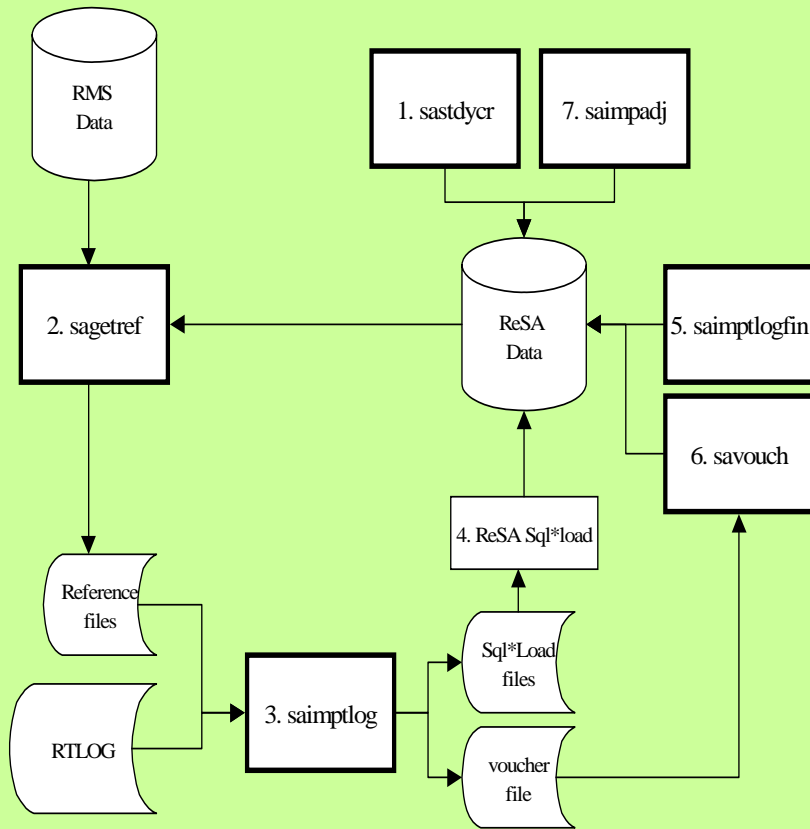 RMS
Data
1. sastdycr
7. saimpadj
2. sagetref
ReSA
Data
5. saimptlogfin
6. savouch
4. ReSA Sql*load
Reference
files
Sql*Load
files
3. saimptlog
RTLOG
voucher
file